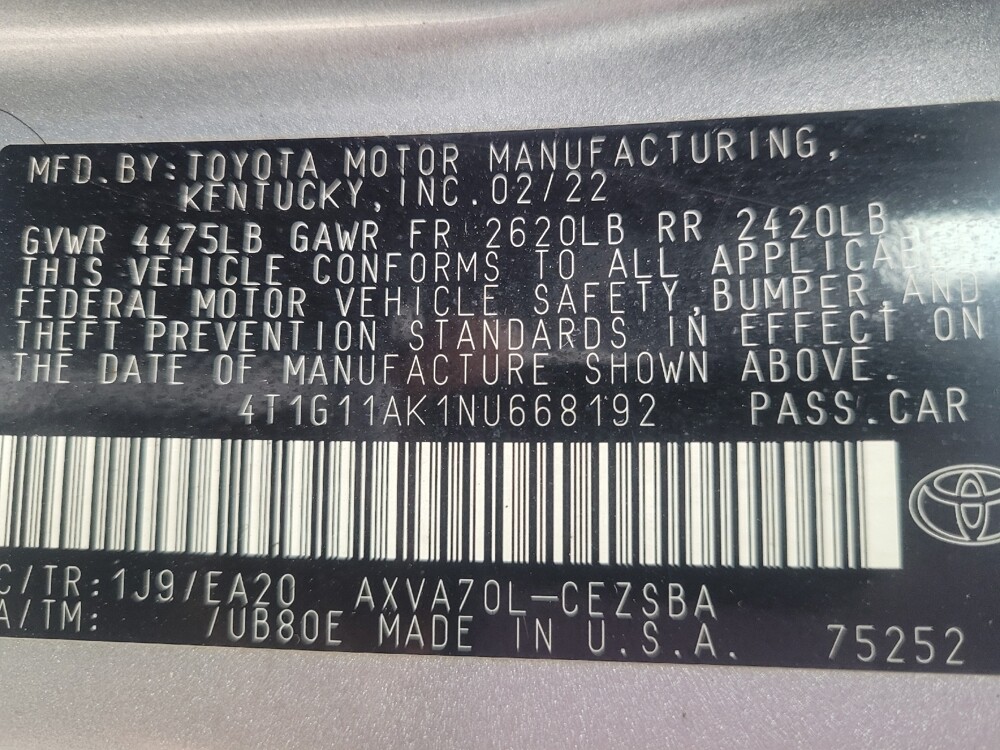 MFD.BY:TOYOTA MOTOR MANUFACTURING,
KENTUCKY,INC.02/22
GVWR 4475LB GAWR FR 2620LB RR 2420LB
THIS VEHICLE CONFORMS TO ALL
FEDERAL MOTOR VEHICLE SAFETY,BUMPER,AND
THEFT PREVENTION STANDARDS IN EFFECT ON
THE DATE OF MANUFACTURE SHOWN ABOVE.
4T1G11AK1NU668192 PASS.CAR
C/TR:1J9/EA20 AXVA70L-CEZSBA
A/TM: /UB80E MADE IN U.S.A. 75252